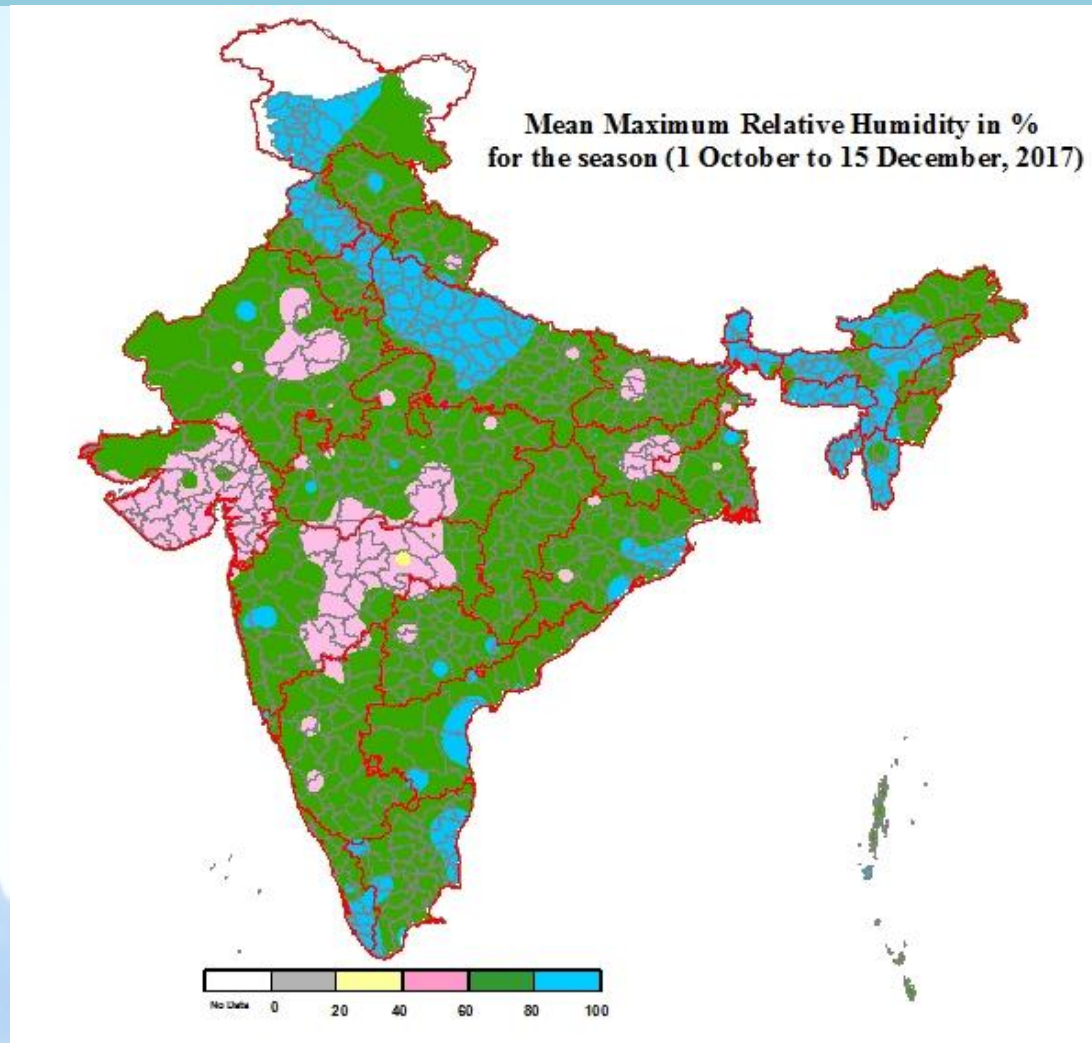 Mean Maximum Relative Humidity in %
for the season (1 October to 15 December, 2017)
No Data 0 20 40 60 80 100